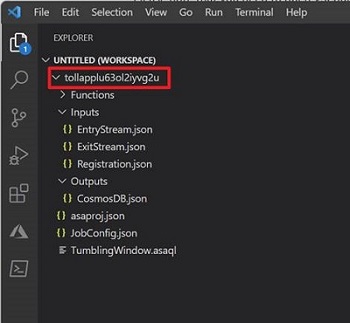 File Edit Selection View Go Run Terminal Help
EXPLORER
UNTITLED (WORKSPACE)
tollapplu63ol2iyvg2u
Functions
Inputs
{} EntryStream.json
{} ExitStream.json
{} Registration.json
Outputs
{} CosmosDB.json
{} asaproj.json
{} JobConfig.json
TumblingWindow.asaql
1